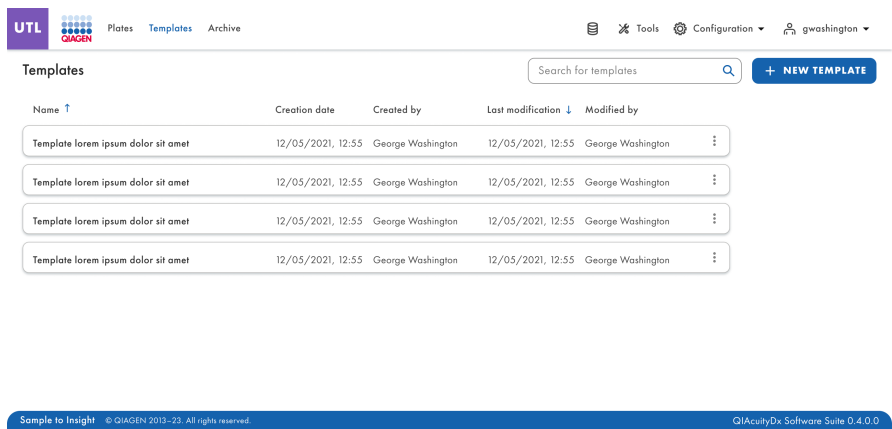 UTL QIAGEN Plates Templates Archive Tools Configuration gwashington
Templates Search for templates + NEW TEMPLATE
Name ↑ Creation date Created by Last modification ↓ Modified by
Template lorem ipsum dolor sit amet 12/05/2021, 12:55 George Washington 12/05/2021, 12:55 George Washington
Template lorem ipsum dolor sit amet 12/05/2021, 12:55 George Washington 12/05/2021, 12:55 George Washington
Template lorem ipsum dolor sit amet 12/05/2021, 12:55 George Washington 12/05/2021, 12:55 George Washington
Template lorem ipsum dolor sit amet 12/05/2021, 12:55 George Washington 12/05/2021, 12:55 George Washington
Sample to Insight © QIAGEN 2013–23. All rights reserved. QIAcuityDx Software Suite 0.4.0.0